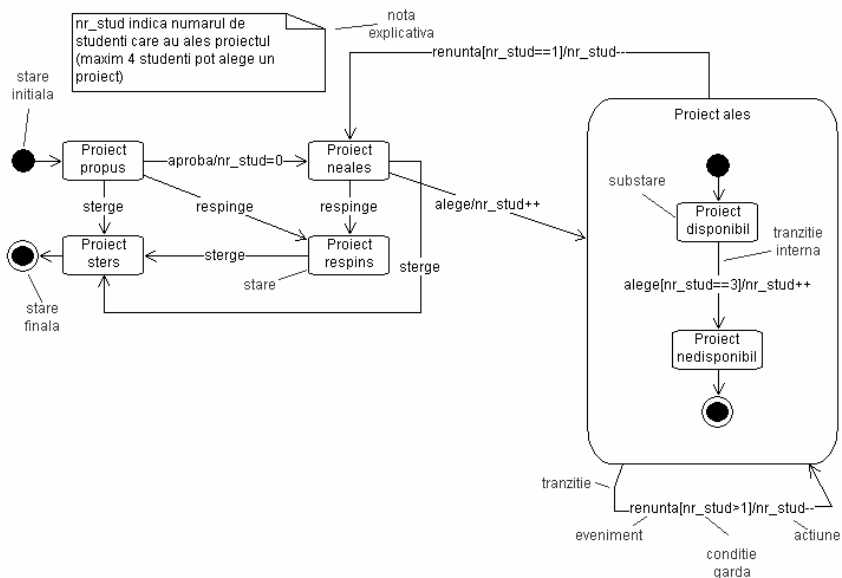 nr_stud indica numarul de
studenti care au ales proiectul
(maxim 4 studenti pot alege un
proiect)
nota
explicativa
renunta[nr_stud==1]/nr_stud--
stare
initiala
Proiect
propus
aproba/nr_stud=0
Proiect
neales
Proiect ales
sterge
respinge
respinge
alege/nr_stud++
substare
Proiect
disponibil
tranzitie
interna
Proiect
sters
sterge
Proiect
respins
sterge
stare
stare
finala
alege[nr_stud==3]/nr_stud++
Proiect
nedisponibil
tranzitie
renunta[nr_stud>1]/nr_stud--
eveniment
actiune
conditie
garda